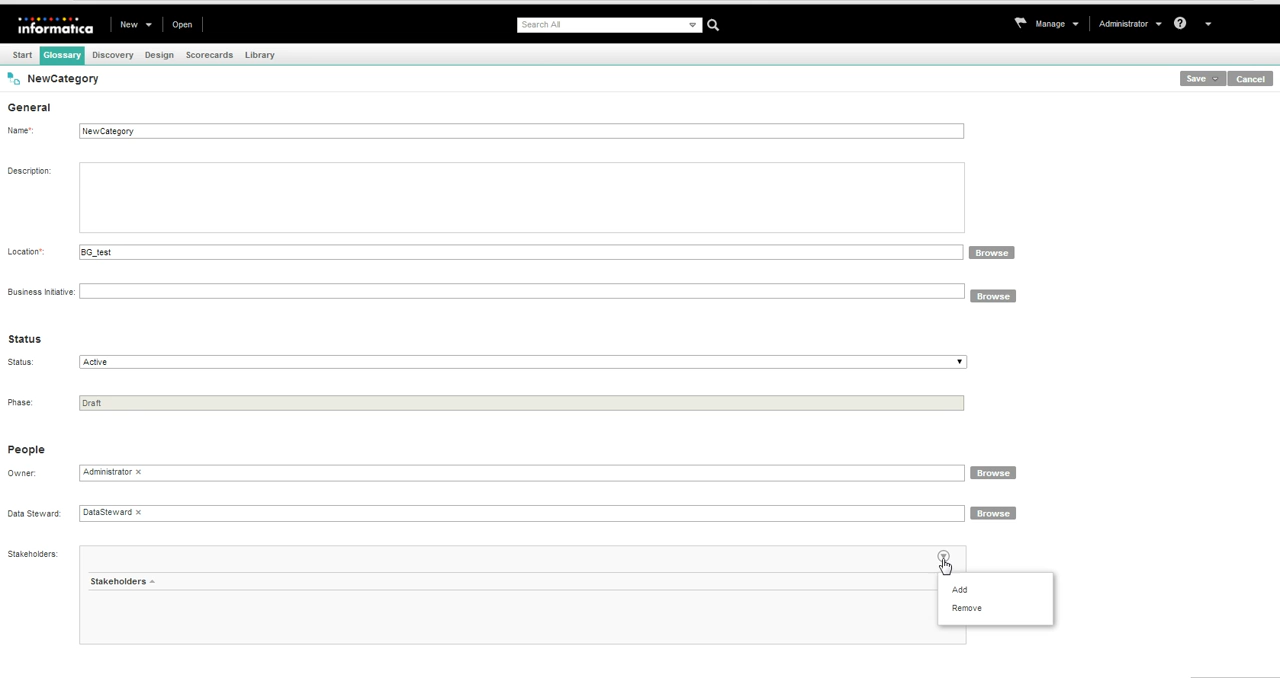 informatica New Open Search All Manage Administrator ?
Start Glossary Discovery Design Scorecards Library
NewCategory Save Cancel
General
Name*: NewCategory
Description:
Location*: BG_test Browse
Business Initiative: Browse
Status
Status: Active
Phase: Draft
People
Owner: Administrator × Browse
Data Steward: DataSteward × Browse
Stakeholders:
Stakeholders
Add
Remove